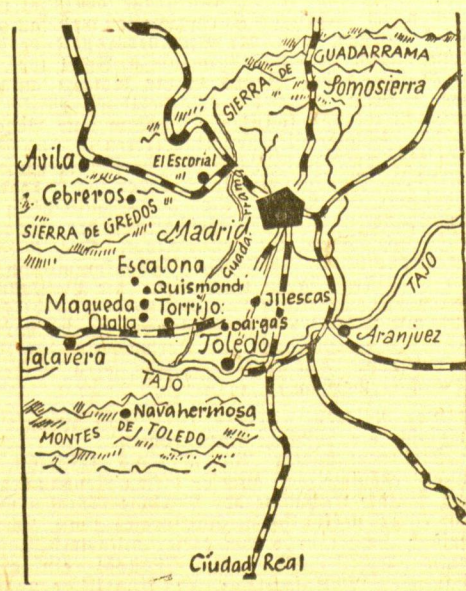 SIERRA DE GUADARRAMA
Somosierra
Avila
El Escorial
Cebreros
SIERRA DE GREDOS
Madrid
Guadarrama
Escalona
Quismondi
TAJO
Maqueda
Torrijo:
Illescas
Olalla
bargas
Aranjuez
Talavera
Toledo
TAJO
Navahermosa
MONTES DE TOLEDO
Ciudad Real